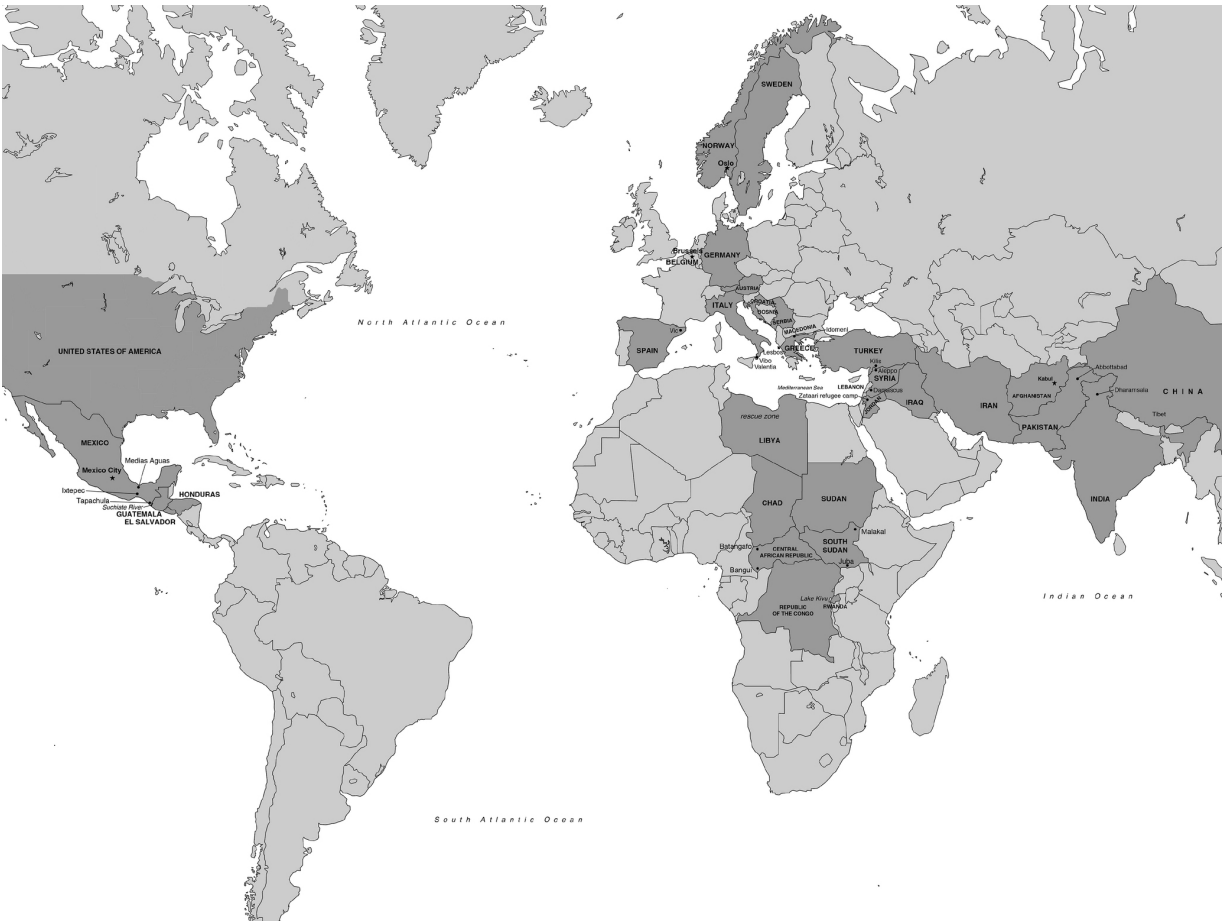 SWEDEN
NORWAY
Oslo
Brussels
BELGIUM
GERMANY
AUSTRIA
ITALY
CROATIA
BOSNIA
SERBIA
MACEDONIA
Idomeni
North Atlantic Ocean
Vic
SPAIN
Lesbos
GREECE
Vibo
Valentia
TURKEY
Kilis
Aleppo
SYRIA
Damascus
Mediterranean Sea
LEBANON
Zataari refugee camp
JORDAN
IRAQ
IRAN
Kabul
AFGHANISTAN
Abbottabad
Dharamsala
CHINA
Tibet
PAKISTAN
INDIA
UNITED STATES OF AMERICA
MEXICO
Mexico City
Medias Aguas
Ixtepec
Tapachula
Suchiate River
HONDURAS
GUATEMALA
EL SALVADOR
rescue zone
LIBYA
CHAD
SUDAN
Malakal
SOUTH
SUDAN
Juba
Batangafo
CENTRAL
AFRICAN REPUBLIC
Bangui
Lake Kivu
RWANDA
REPUBLIC
OF THE CONGO
Indian Ocean
South Atlantic Ocean